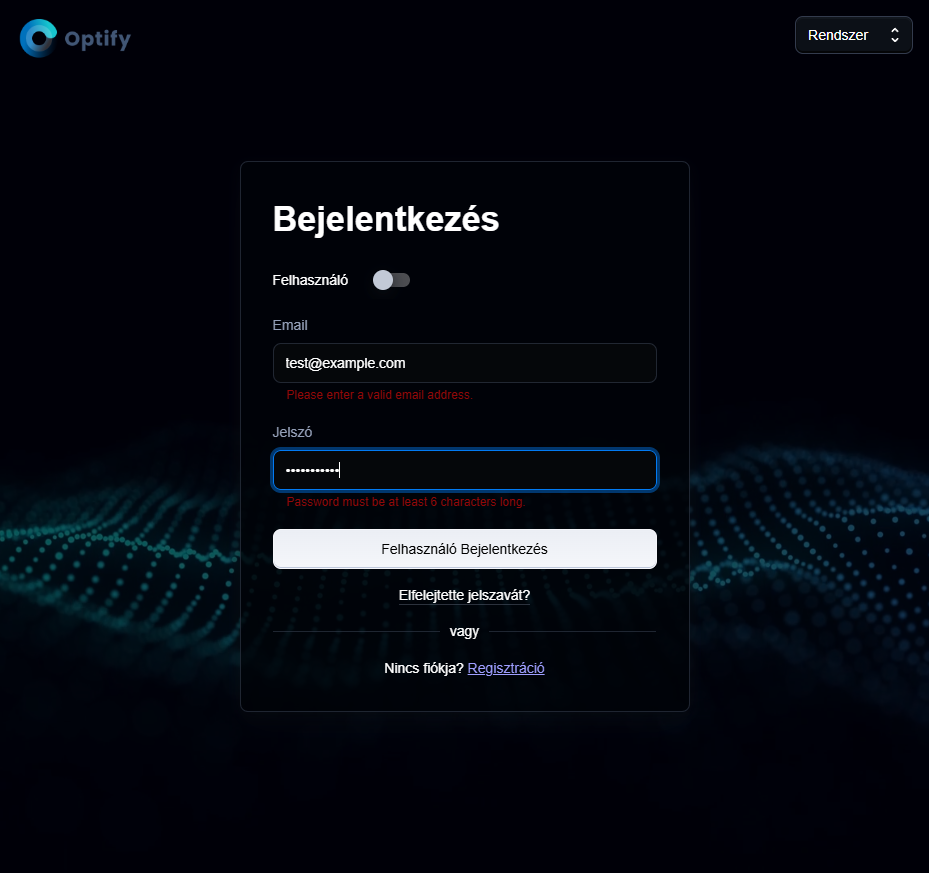 Optify
Rendszer
Bejelentkezés
Felhasználó
Email
test@example.com
Please enter a valid email address.
Jelszó
•••••••••••
Password must be at least 6 characters long.
Felhasználó Bejelentkezés
Elfelejtette jelszavát?
vagy
Nincs fiókja? Regisztráció